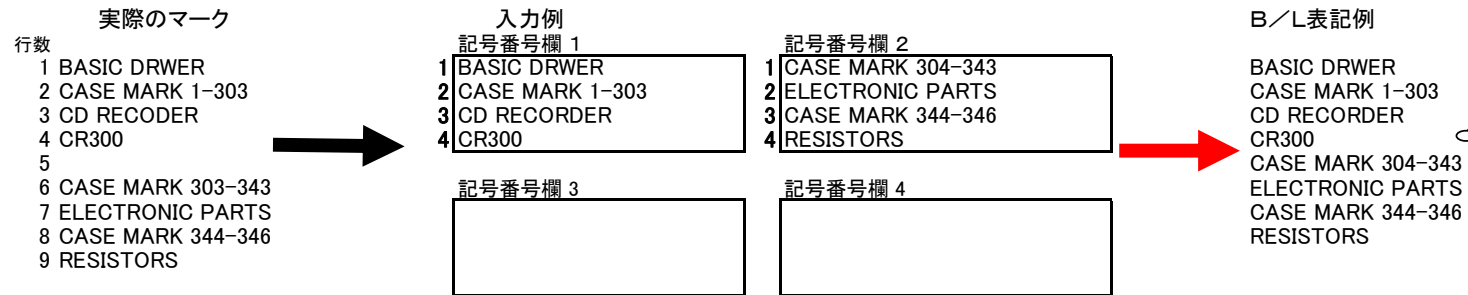 実際のマーク
行数
1 BASIC DRWER
2 CASE MARK 1-303
3 CD RECODER
4 CR300
5
6 CASE MARK 303-343
7 ELECTRONIC PARTS
8 CASE MARK 344-346
9 RESISTORS
入力例
記号番号欄 1
1 BASIC DRWER
2 CASE MARK 1-303
3 CD RECORDER
4 CR300
記号番号欄 2
1 CASE MARK 304-343
2 ELECTRONIC PARTS
3 CASE MARK 344-346
4 RESISTORS
記号番号欄 3
記号番号欄 4
B/L表記例
BASIC DRWER
CASE MARK 1-303
CD RECORDER
CR300
CASE MARK 304-343
ELECTRONIC PARTS
CASE MARK 344-346
RESISTORS